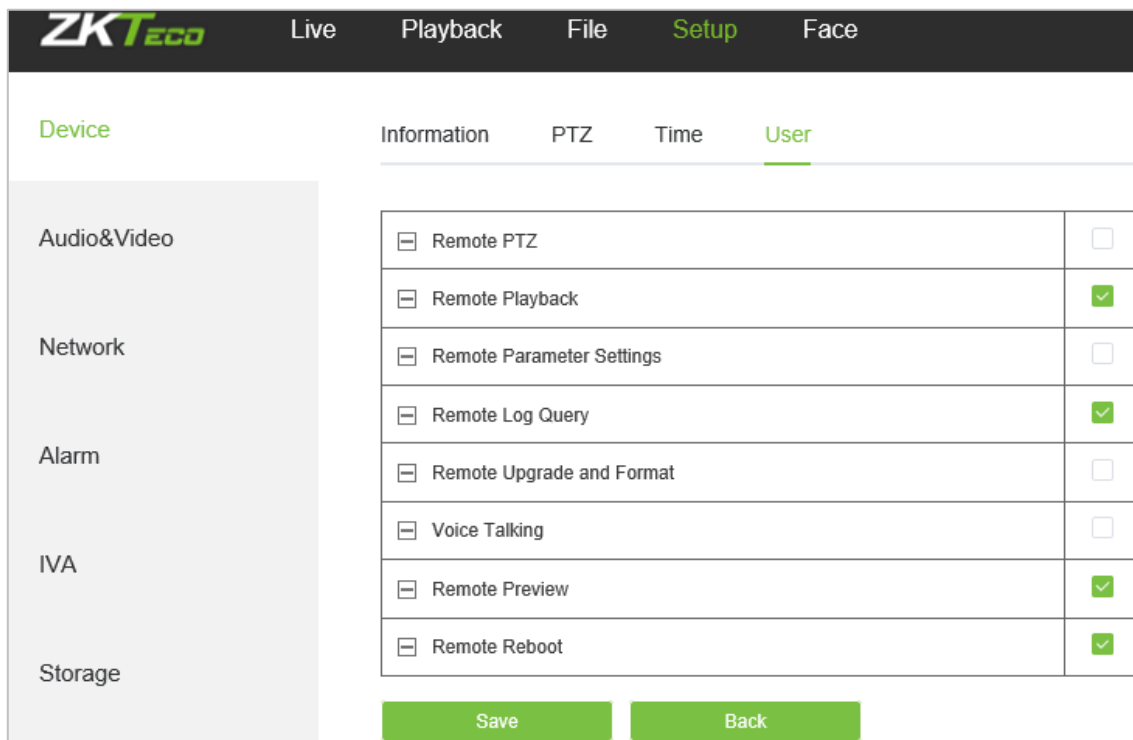 ZKTECO Live Playback File Setup Face
Device
Information PTZ Time User
Audio&Video
Network
Alarm
IVA
Storage
Remote PTZ
Remote Playback
Remote Parameter Settings
Remote Log Query
Remote Upgrade and Format
Voice Talking
Remote Preview
Remote Reboot
Save Back